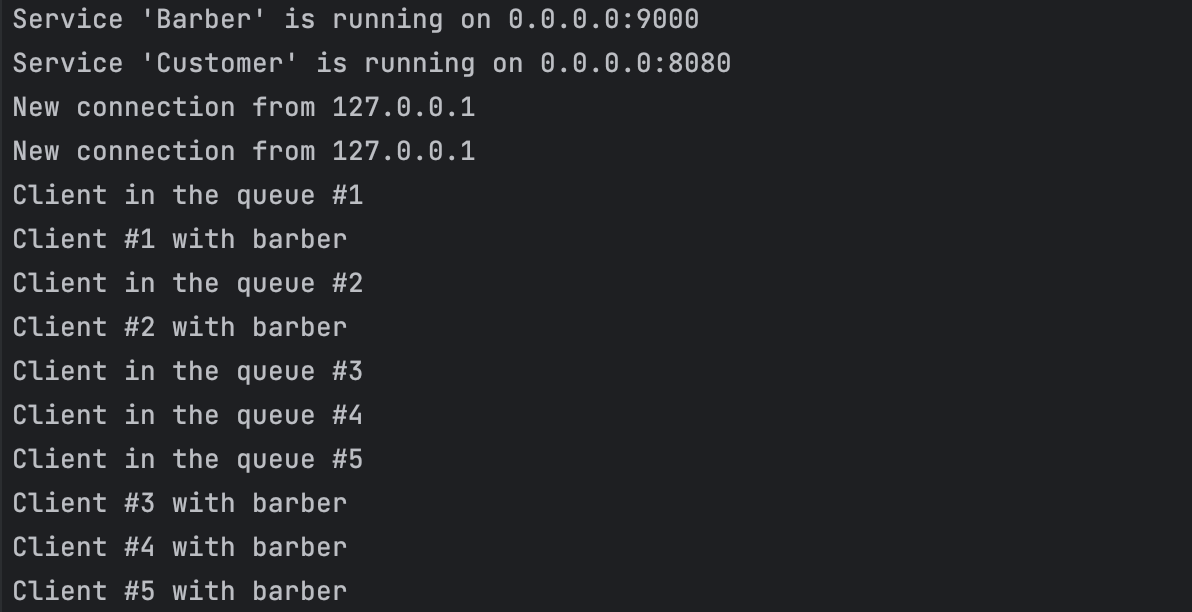 Service 'Barber' is running on 0.0.0.0:9000
Service 'Customer' is running on 0.0.0.0:8080
New connection from 127.0.0.1
New connection from 127.0.0.1
Client in the queue #1
Client #1 with barber
Client in the queue #2
Client #2 with barber
Client in the queue #3
Client in the queue #4
Client in the queue #5
Client #3 with barber
Client #4 with barber
Client #5 with barber